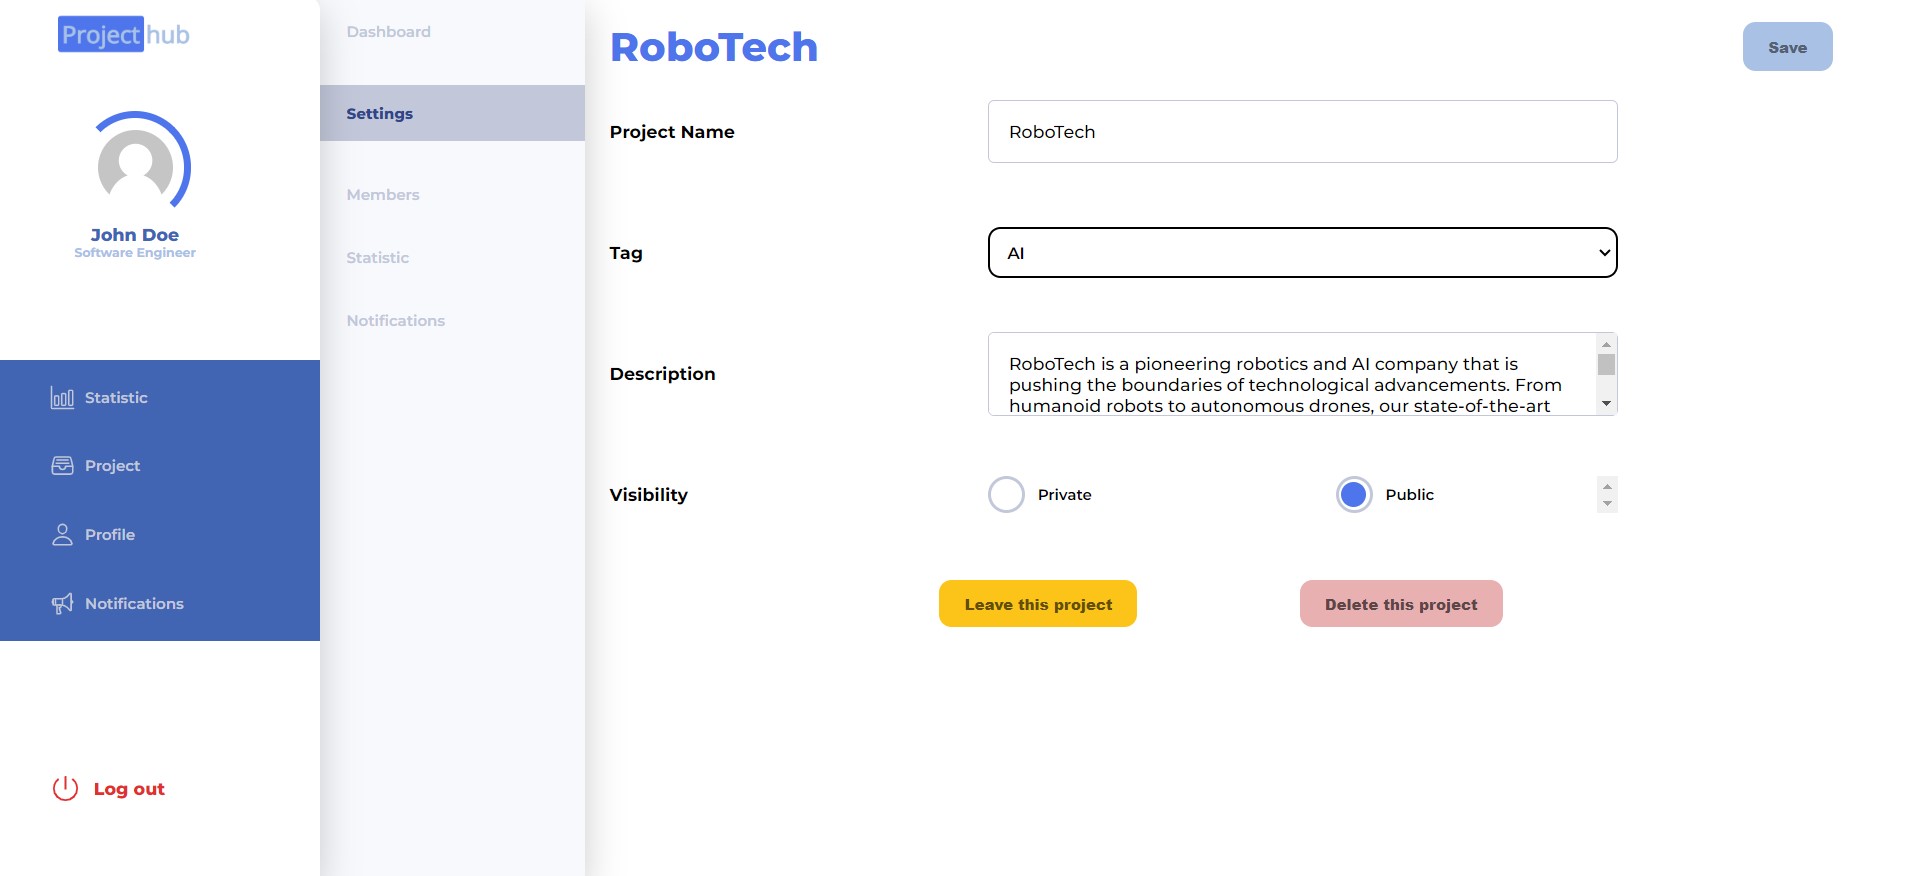 Project hub
John Doe
Software Engineer
Statistic
Project
Profile
Notifications
Log out
Dashboard
Settings
Members
Statistic
Notifications
RoboTech
Save
Project Name
RoboTech
Tag
AI
Description
RoboTech is a pioneering robotics and AI company that is
pushing the boundaries of technological advancements. From
humanoid robots to autonomous drones, our state-of-the-art
Visibility
Private
Public
Leave this project
Delete this project